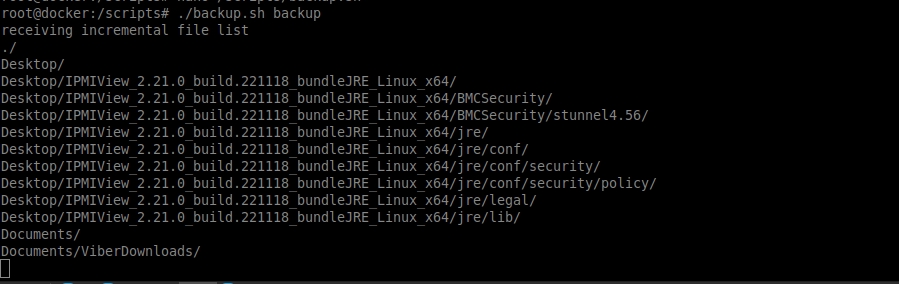 root@docker:/scripts# ./backup.sh backup
receiving incremental file list
./
Desktop/
Desktop/IPMIView_2.21.0_build.221118_bundleJRE_Linux_x64/
Desktop/IPMIView_2.21.0_build.221118_bundleJRE_Linux_x64/BMCSecurity/
Desktop/IPMIView_2.21.0_build.221118_bundleJRE_Linux_x64/BMCSecurity/stunnel4.56/
Desktop/IPMIView_2.21.0_build.221118_bundleJRE_Linux_x64/jre/
Desktop/IPMIView_2.21.0_build.221118_bundleJRE_Linux_x64/jre/conf/
Desktop/IPMIView_2.21.0_build.221118_bundleJRE_Linux_x64/jre/conf/security/
Desktop/IPMIView_2.21.0_build.221118_bundleJRE_Linux_x64/jre/conf/security/policy/
Desktop/IPMIView_2.21.0_build.221118_bundleJRE_Linux_x64/jre/legal/
Desktop/IPMIView_2.21.0_build.221118_bundleJRE_Linux_x64/jre/lib/
Documents/
Documents/ViberDownloads/